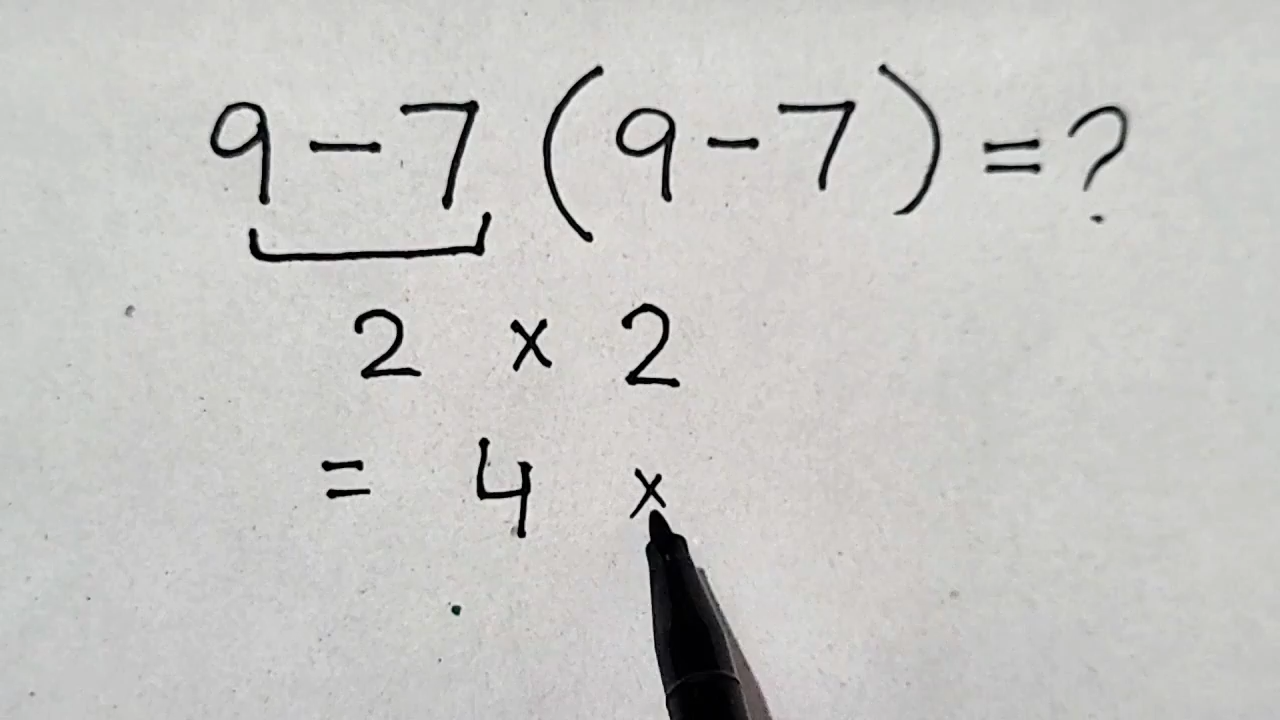 9 - 7 (9 - 7) = ?
2 × 2
= 4 ×